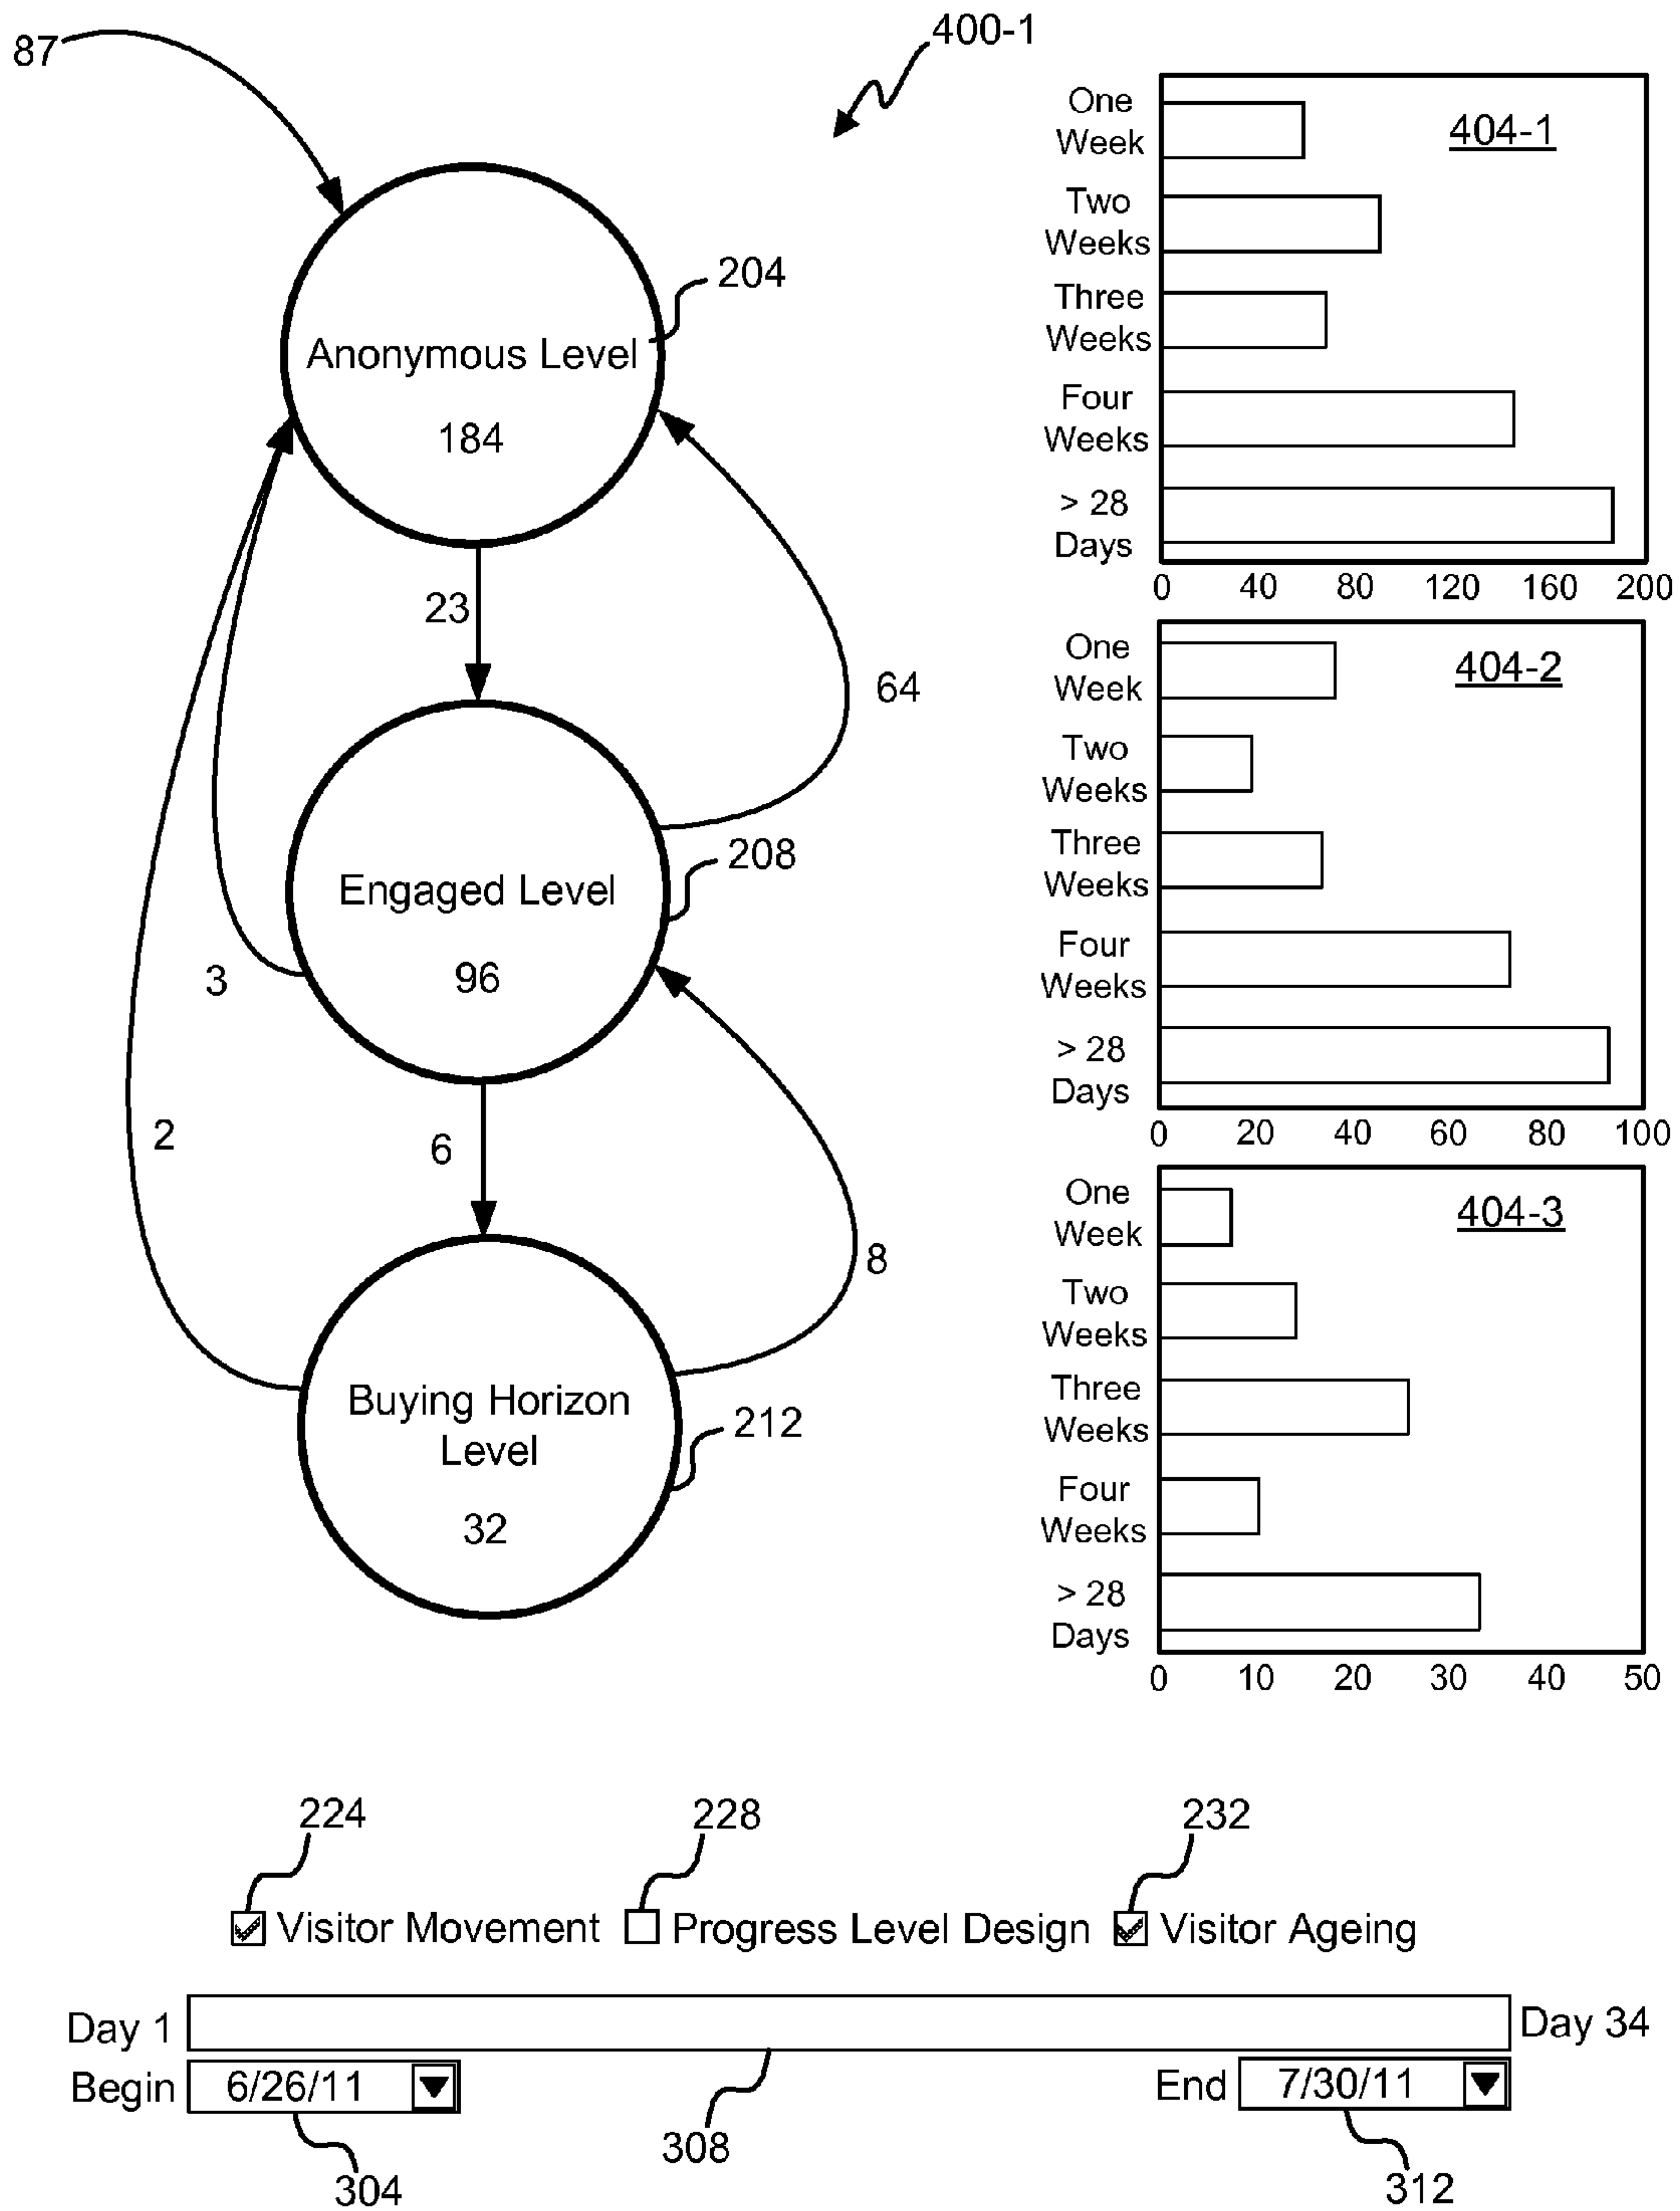 87
400-1
204
Anonymous Level
184
23
64
208
Engaged Level
96
3
2
6
8
Buying Horizon
Level
212
32
404-1
One
Week
Two
Weeks
Three
Weeks
Four
Weeks
> 28
Days
0 40 80 120 160 200
404-2
One
Week
Two
Weeks
Three
Weeks
Four
Weeks
> 28
Days
0 20 40 60 80 100
404-3
One
Week
Two
Weeks
Three
Weeks
Four
Weeks
> 28
Days
0 10 20 30 40 50
224 228 232
Visitor Movement Progress Level Design Visitor Ageing
Day 1 Day 34
Begin 6/26/11 End 7/30/11
304 308 312